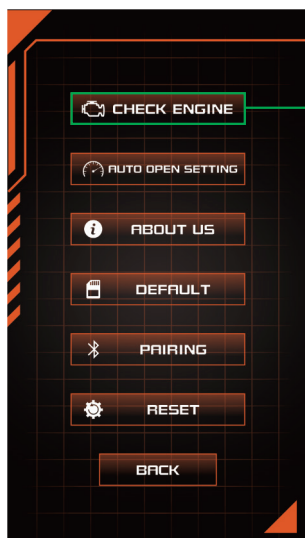 CHECK ENGINE
AUTO OPEN SETTING
ABOUT US
DEFAULT
PAIRING
RESET
BACK